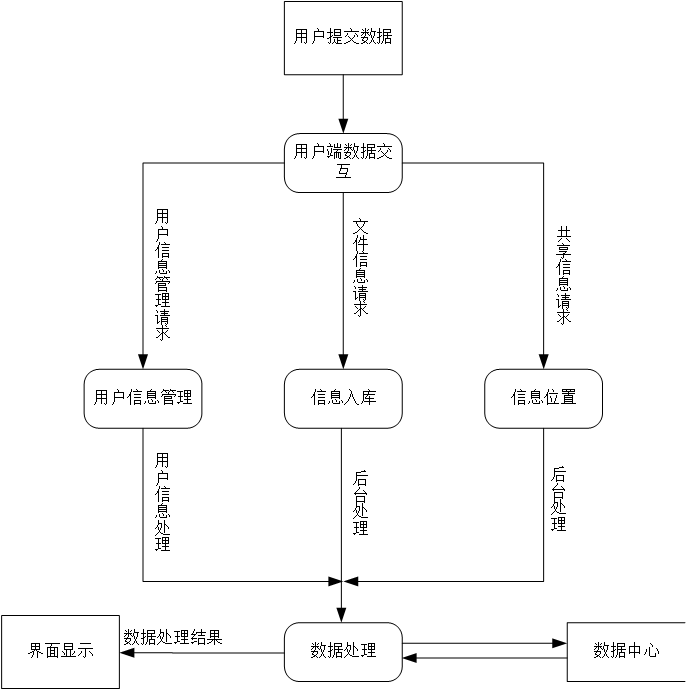 用户提交数据
用户端数据交
互
用户信息管理请求
文件信息请求
共享信息请求
用户信息管理
信息入库
信息位置
用户信息处理
后台处理
后台处理
界面显示
数据处理结果
数据处理
数据中心